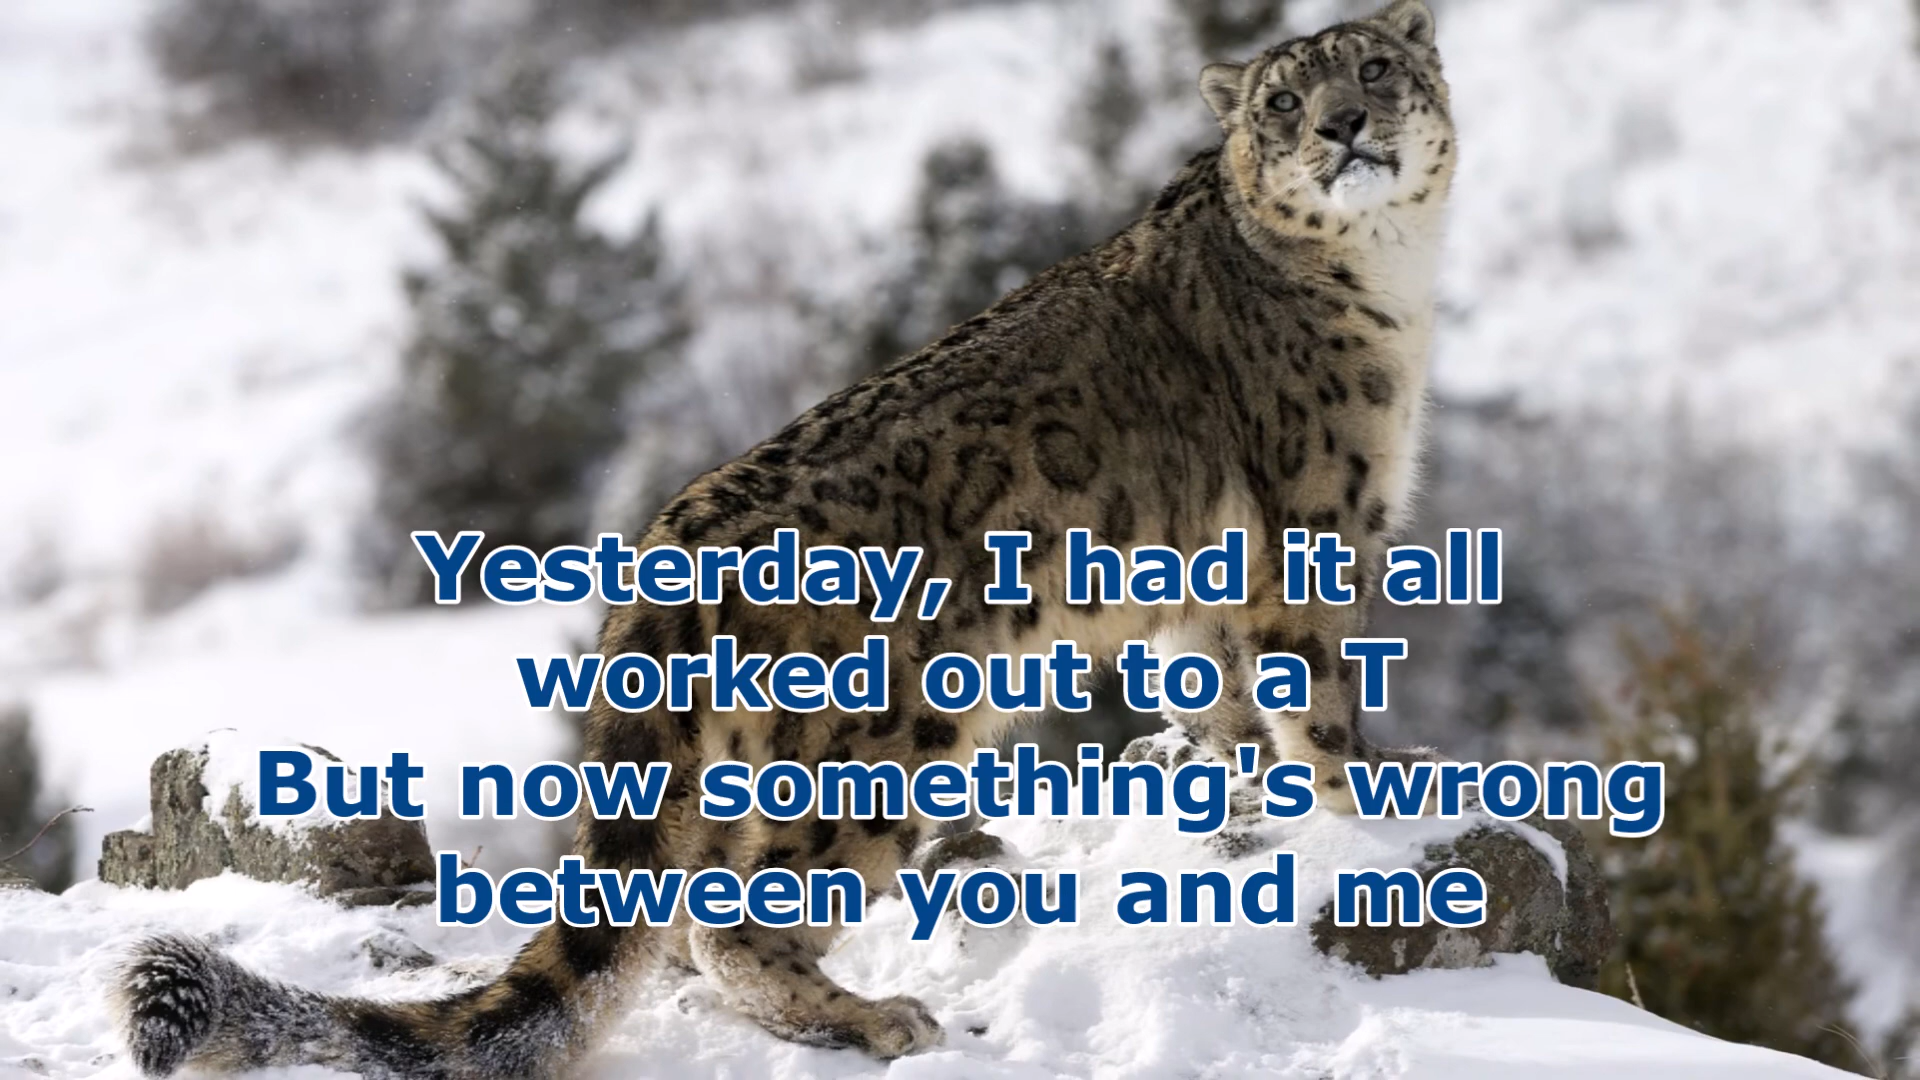 Yesterday, I had it all
worked out to a T
But now something's wrong
between you and me